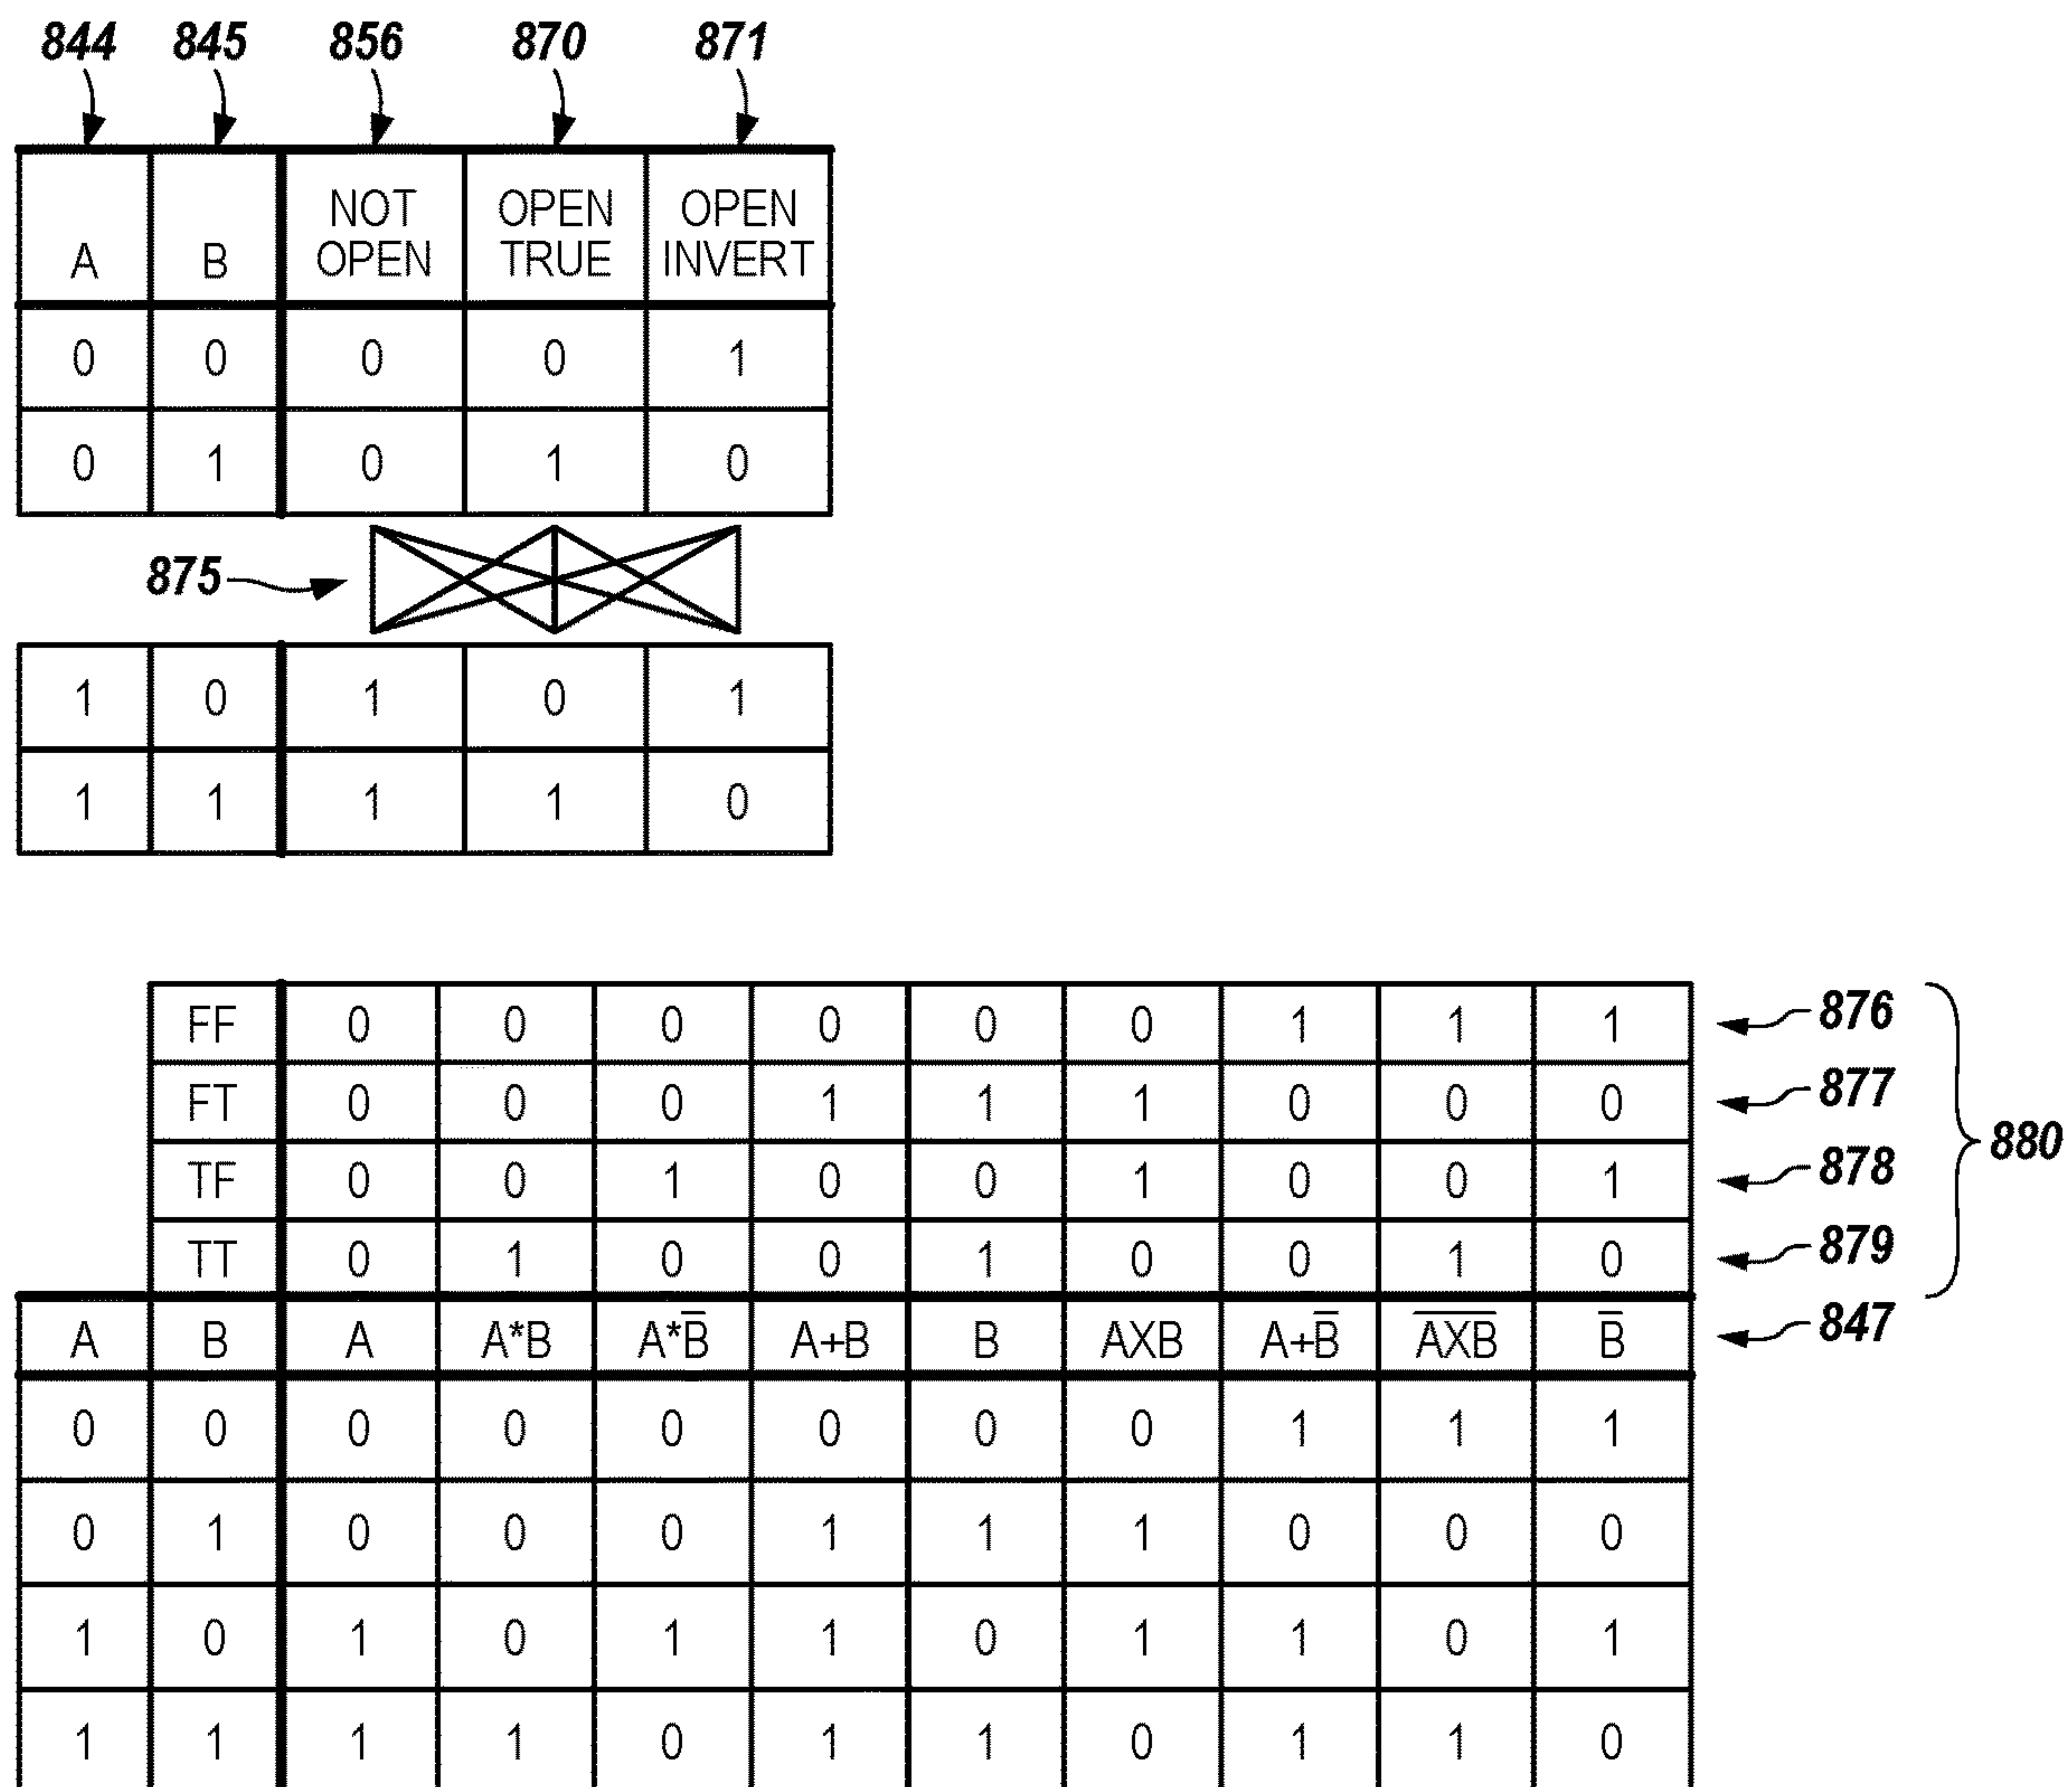 844 845 856 870 871
A B NOT OPEN OPEN TRUE OPEN INVERT
0 0 0 0 1
0 1 0 1 0
875
1 0 1 0 1
1 1 1 1 0
FF 0 0 0 0 0 0 1 1 1 876
FT 0 0 0 1 1 1 0 0 0 877
TF 0 0 1 0 0 1 0 0 1 878
880
TT 0 1 0 0 1 0 0 1 0 879
A B A A*B A*B̅ A+B B AXB A+B̅ A̅X̅B̅ B̅ 847
0 0 0 0 0 0 0 0 1 1 1
0 1 0 0 0 1 1 1 0 0 0
1 0 1 0 1 1 0 1 1 0 1
1 1 1 1 0 1 1 0 1 1 0